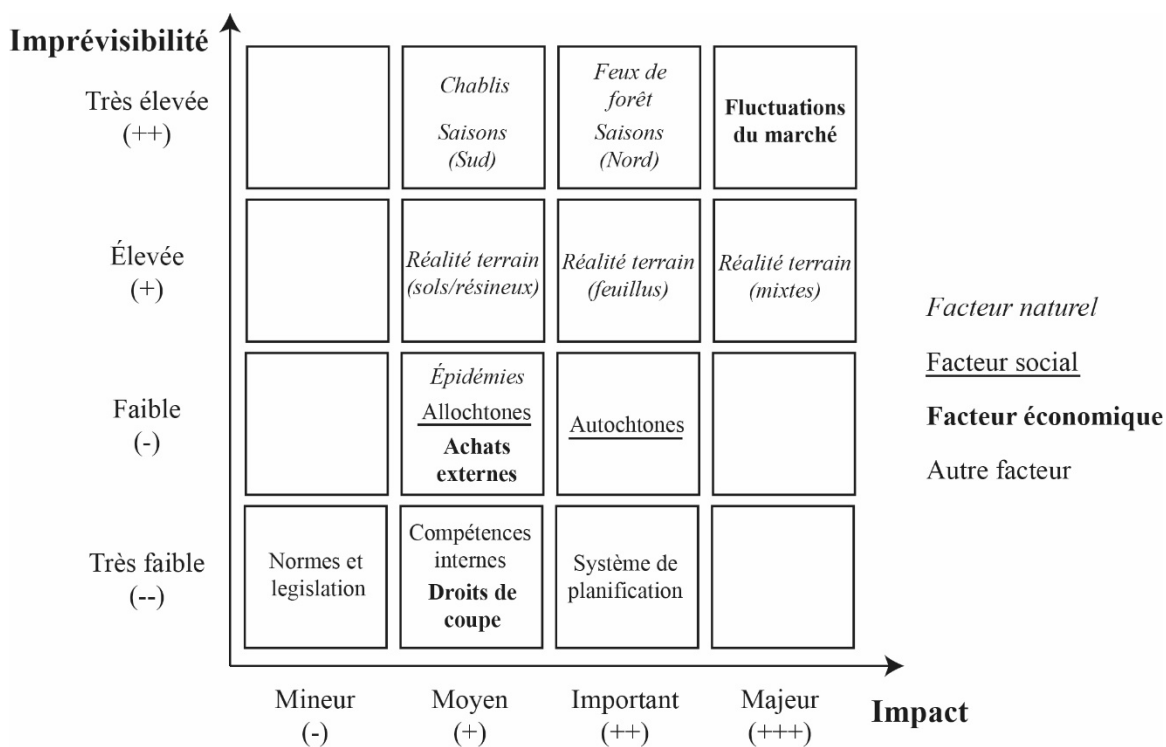 Imprévisibilité
Très élevée
(++)
Chablis
Saisons
(Sud)
Feux de
forêt
Saisons
(Nord)
Fluctuations
du marché
Élevée
(+)
Réalité terrain
(sols/résineux)
Réalité terrain
(feuillus)
Réalité terrain
(mixtes)
Faible
(-)
Épidémies
Allochtones
Achats
externes
Autochtones
Très faible
(--)
Normes et
legislation
Compétences
internes
Droits de
coupe
Système de
planification
Mineur
(-)
Moyen
(+)
Important
(++)
Majeur
(+++)
Impact
Facteur naturel
Facteur social
Facteur économique
Autre facteur